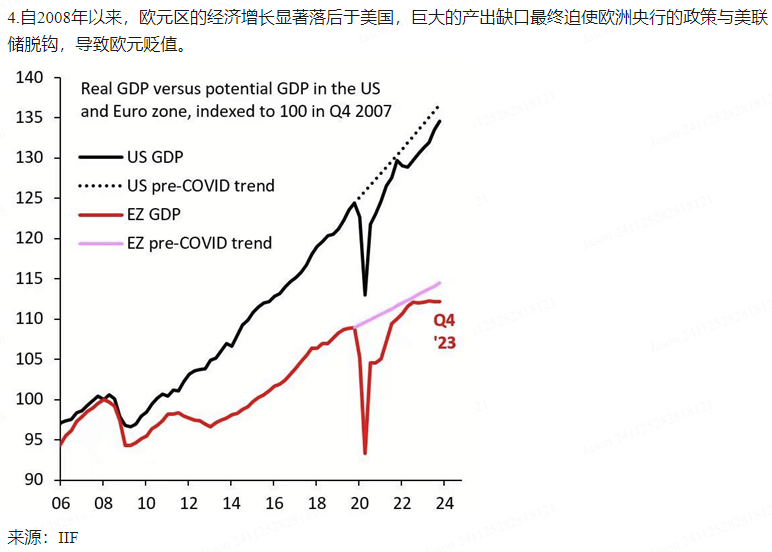 4.自2008年以来，欧元区的经济增长显著落后于美国，巨大的产出缺口最终迫使欧洲央行的政策与美联
储脱钩，导致欧元贬值。
140
Real GDP versus potential GDP in the US
and Euro zone, indexed to 100 in Q4 2007
135
130
US GDP
US pre-COVID trend
125
EZ GDP
120
EZ pre-COVID trend
115
110
Q4
'23
105
100
95
90
06 08 10 12 14 16 18 20 22 24
来源：IIF